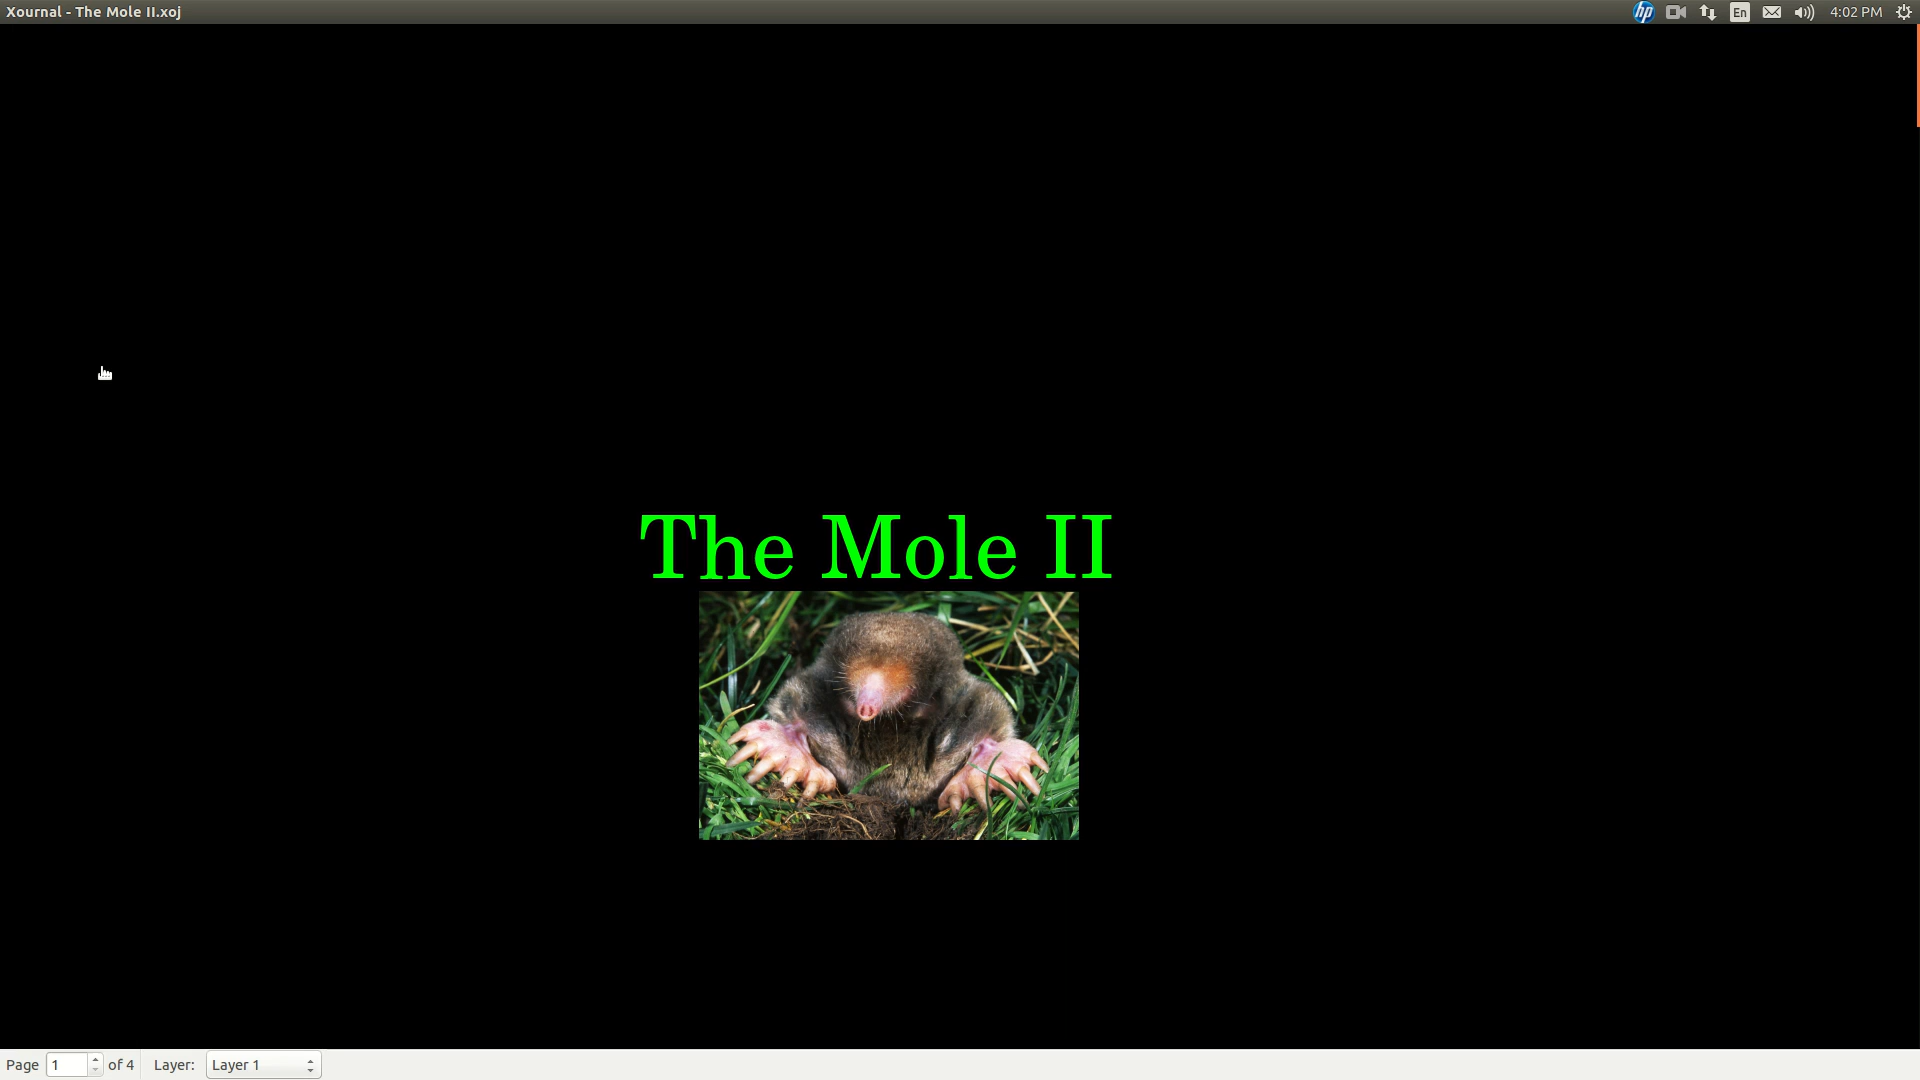 Xournal - The Mole II.xoj
hp
En
4:02 PM
The Mole II
Page 1 of 4 Layer: Layer 1